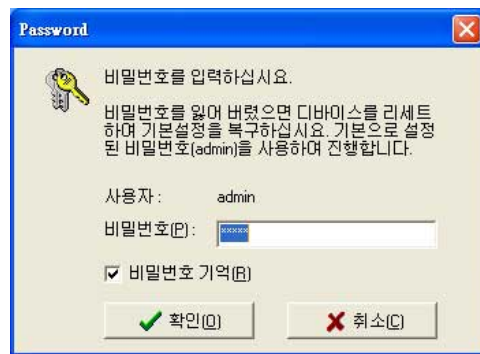 Password
비밀번호를 입력하십시요.
비밀번호를 잃어 버렸으면 디바이스를 리세트
하여 기본설정을 복구하십시요. 기본으로 설정
된 비밀번호(admin)을 사용하여 진행합니다.
사용자 : admin
비밀번호(P) : *****
비밀번호 기억(R)
확인(O) 취소(C)